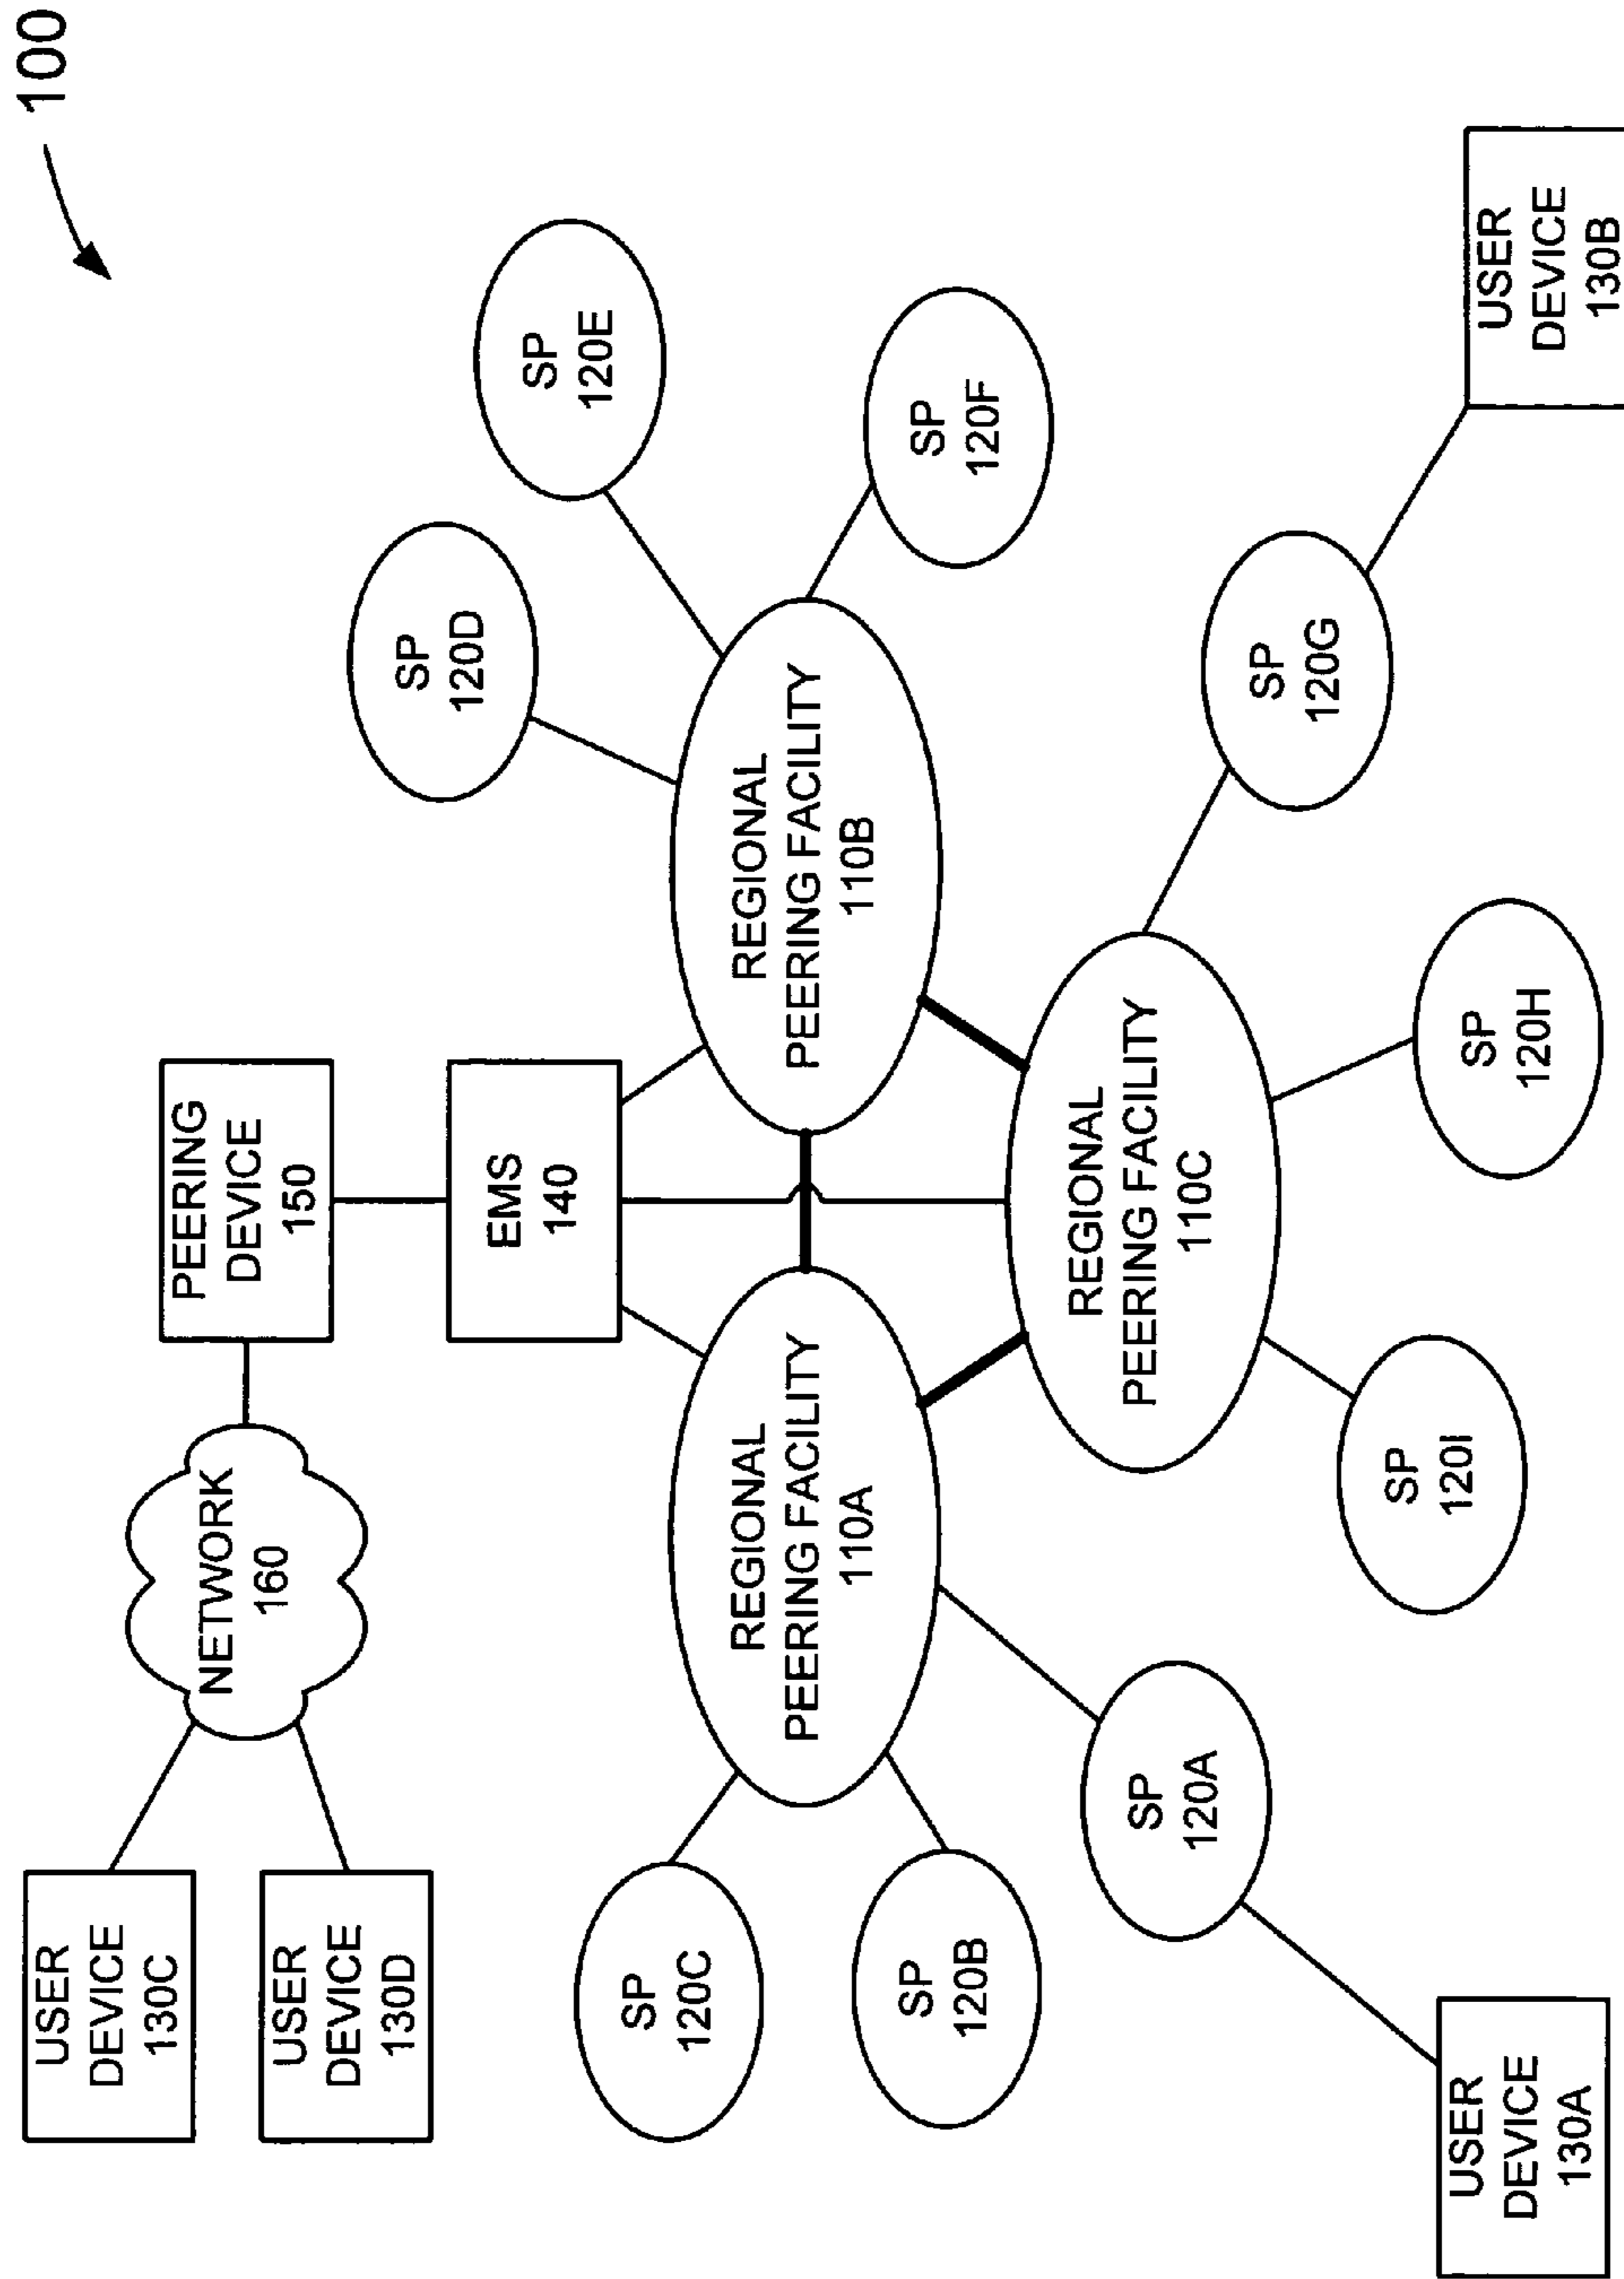 100
USER
DEVICE
130C
USER
DEVICE
130D
NETWORK
160
PEERING
DEVICE
150
EMS
140
SP
120C
SP
120B
SP
120A
USER
DEVICE
130A
REGIONAL
PEERING FACILITY
110A
REGIONAL
PEERING FACILITY
110B
REGIONAL
PEERING FACILITY
110C
SP
120D
SP
120E
SP
120F
SP
120G
SP
120H
SP
120I
USER
DEVICE
130B